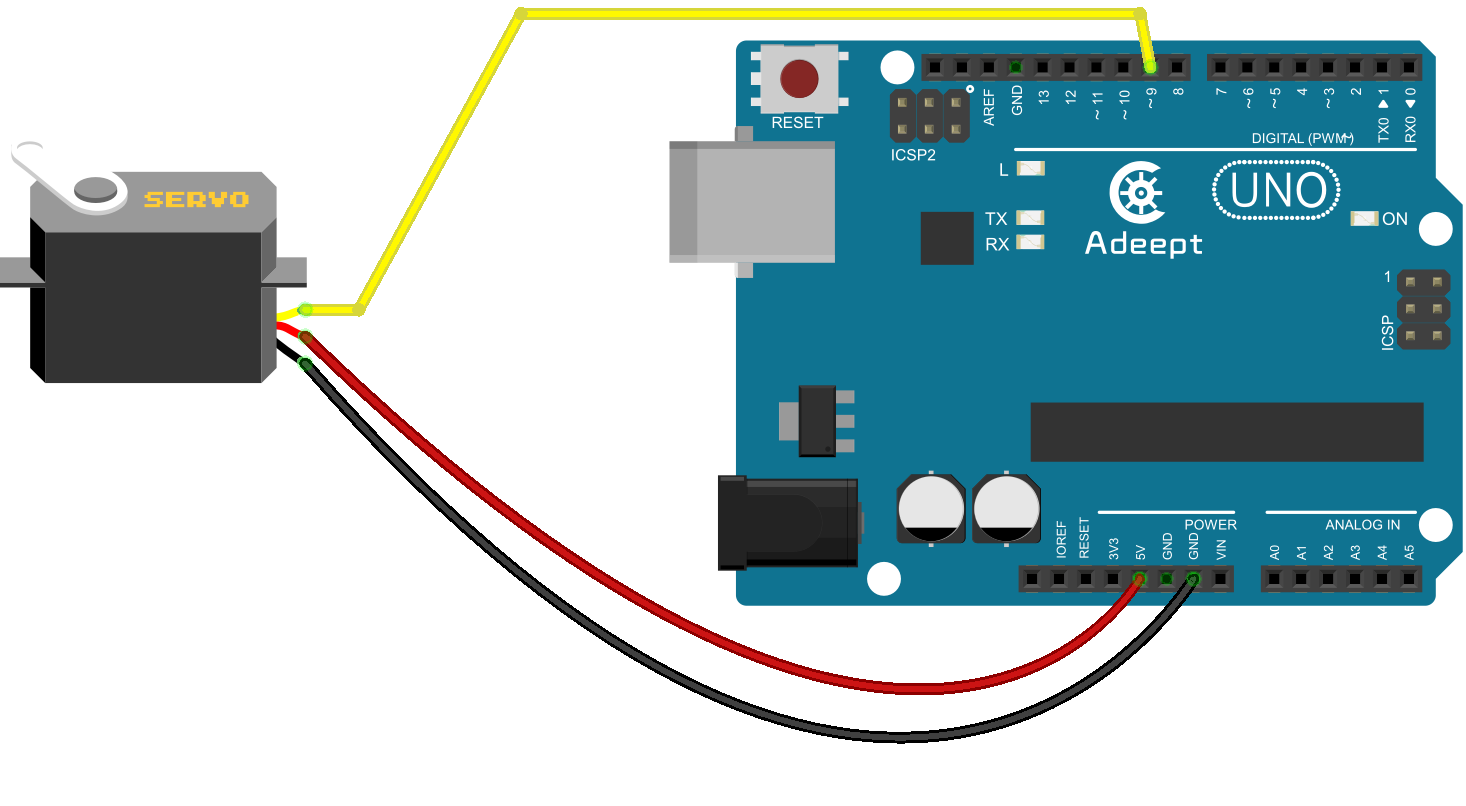 RESET
ICSP2
AREF
GND
13
12
~11
~10
~9
8
7
~6
~5
4
~3
2
TX0 ▶ 1
RX0 ◀ 0
DIGITAL (PWM~)
L
TX
RX
Adeept
UNO
ON
SERVO
1
ICSP
POWER
ANALOG IN
IOREF
RESET
3V3
5V
GND
GND
VIN
A0
A1
A2
A3
A4
A5